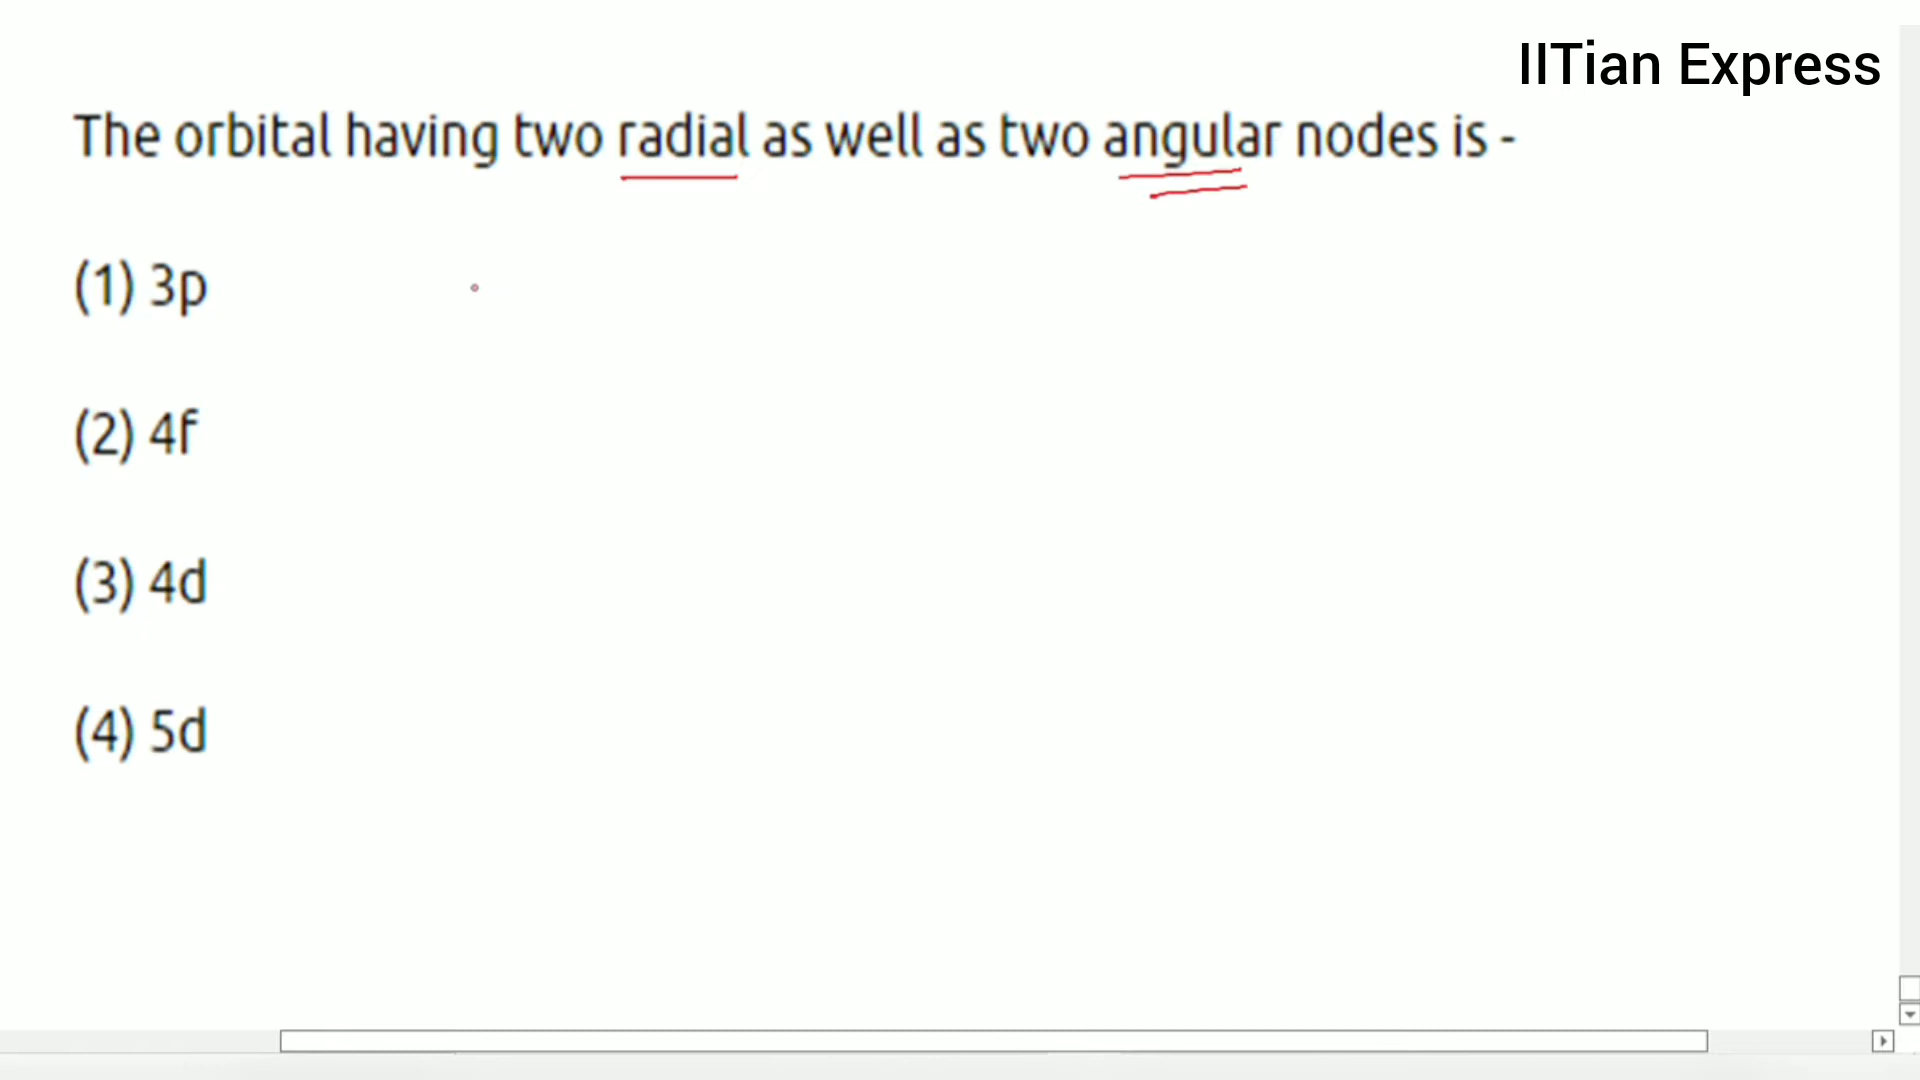 IITian Express
The orbital having two radial as well as two angular nodes is -
(1) 3p
(2) 4f
(3) 4d
(4) 5d